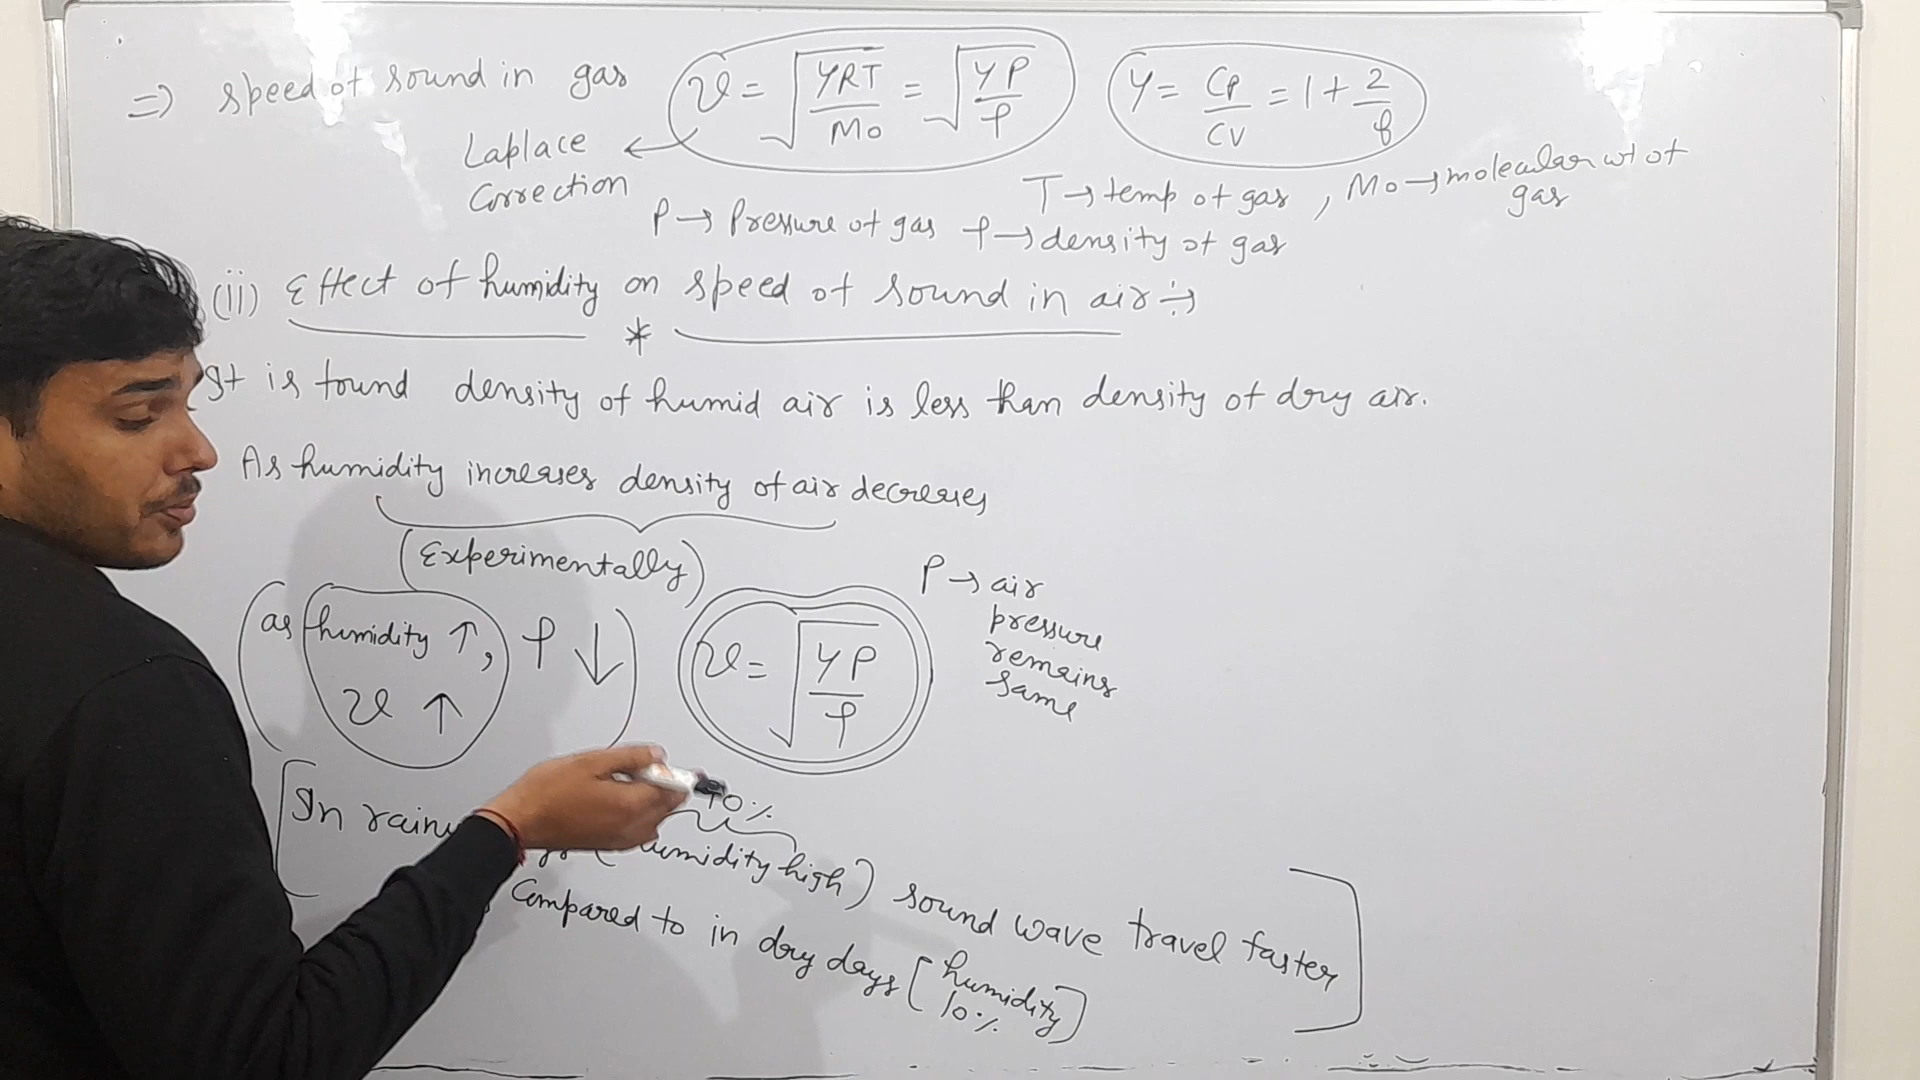 => speed of sound in gas v = √(γRT/Mo) = √(γP/ρ) γ = CP/CV = 1 + 2/f
Laplace ←
Correction
T → temp of gas , Mo → molecular wt of
gas
P → Pressure of gas ρ → density of gas
(ii) Effect of humidity on speed of sound in air ÷→
*
It is found density of humid air is less than density of dry air.
As humidity increases density of air decreases
(Experimentally)
(as humidity ↑, ρ ↓)
v ↑
v = √(γP/ρ)
P → air
pressure
remains
same
0%
[In humidity high) sound wave travel faster
Compared to in dry days [humidity
10%]